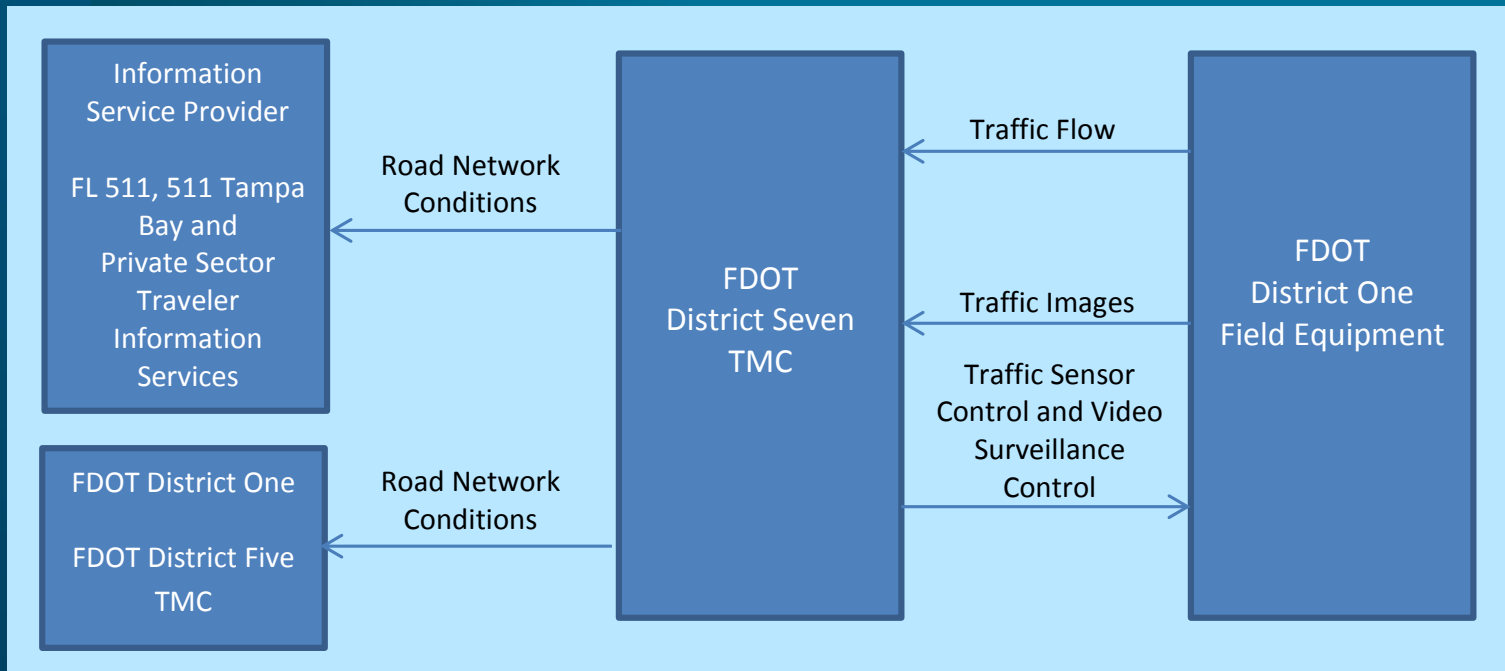 Information
Service Provider
FL 511, 511 Tampa
Bay and
Private Sector
Traveler
Information
Services
FDOT District One
FDOT District Five
TMC
Road Network
Conditions
Road Network
Conditions
FDOT
District Seven
TMC
Traffic Flow
Traffic Images
Traffic Sensor
Control and Video
Surveillance
Control
FDOT
District One
Field Equipment